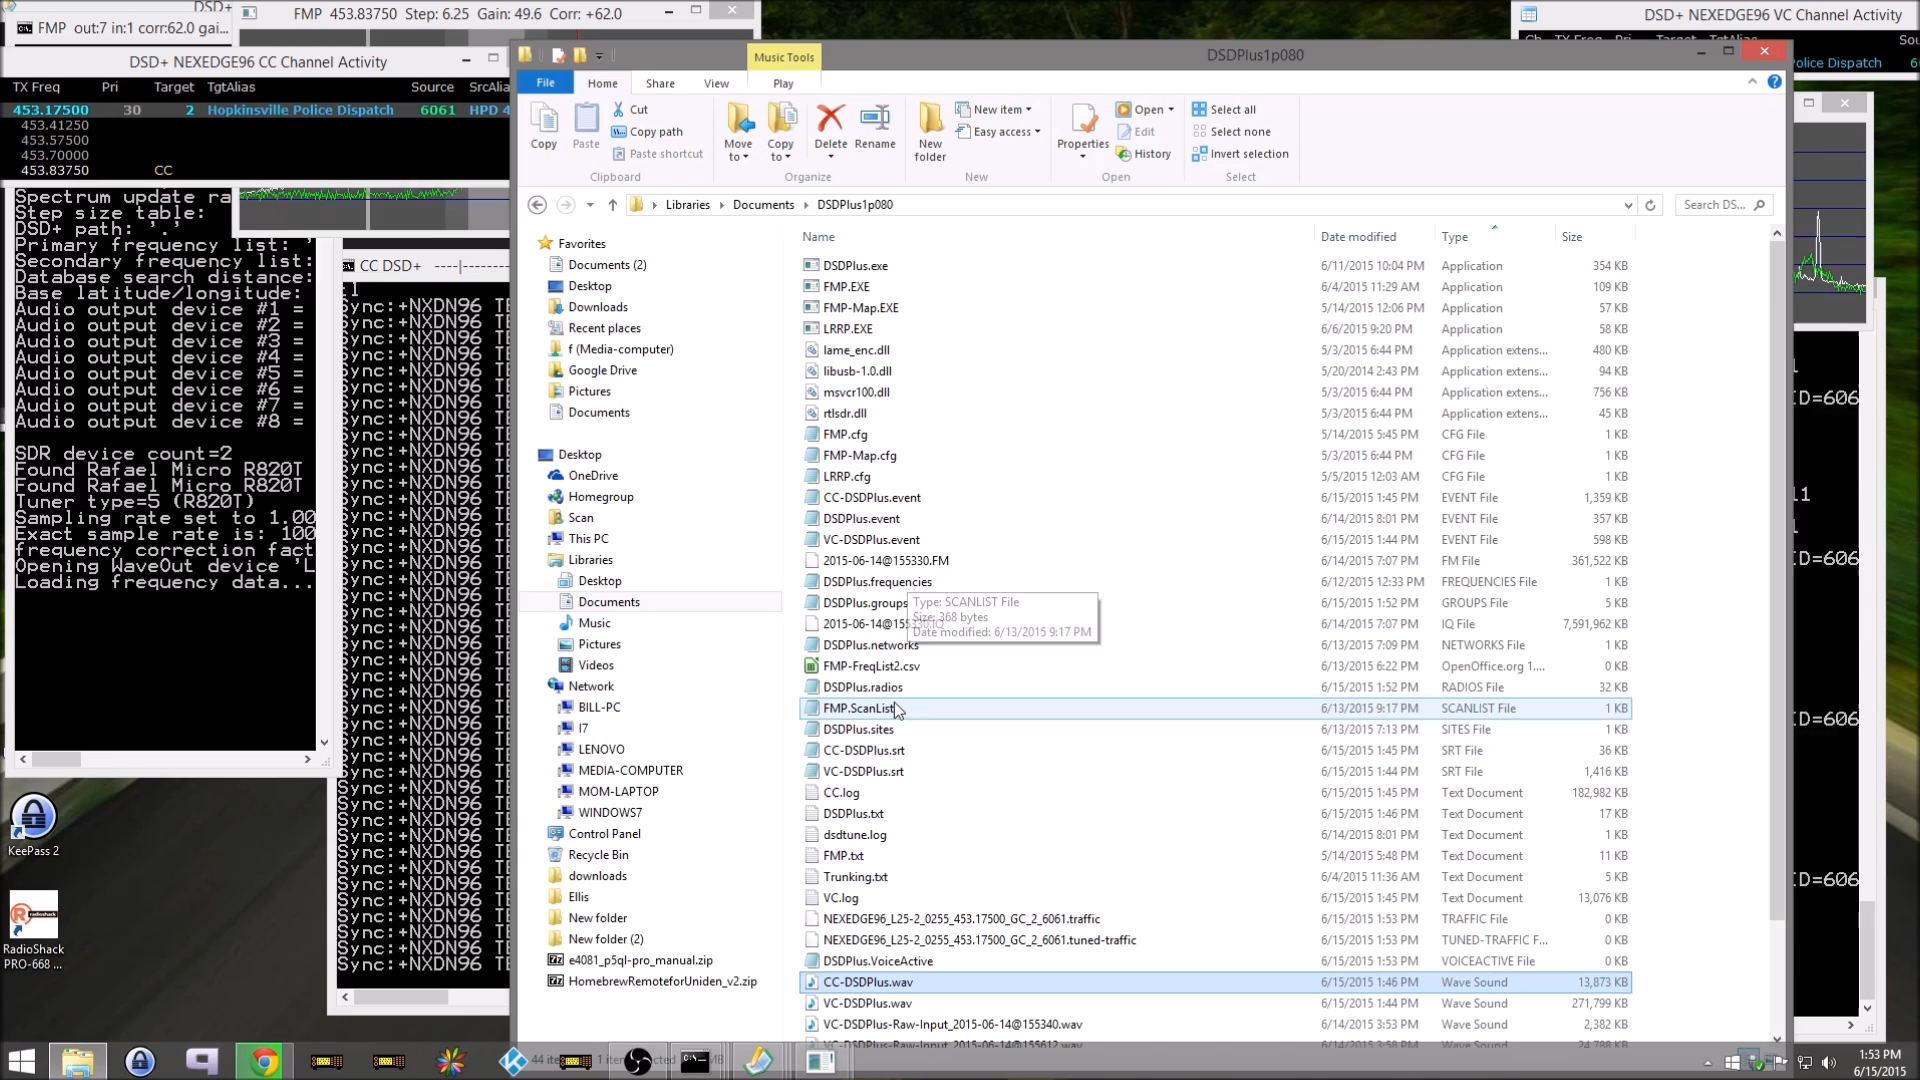 DSD+
FMP 453.83750 Step: 6.25 Gain: 49.6 Corr: +62.0
DSD+ NEXEDGE96 VC Channel Activity
FMP out:7 in:1 corr:62.0 gai...
DSD+ NEXEDGE96 CC Channel Activity
TX Freq Pri Target TgtAlias Source SrcAlia
453.17500 30 2 Hopkinsville Police Dispatch 6061 HPD 4
453.41250
453.57500
453.70000
453.83750 CC
Ch TX Freq Pri Target TgtAlias Sou
olice Dispatch 6
Spectrum update ra
Step size table:
DSD+ path: '.'
Primary frequency list: '
Secondary frequency list:
Database search distance:
Base latitude/longitude:
Audio output device #1 =
Audio output device #2 =
Audio output device #3 =
Audio output device #4 =
Audio output device #5 =
Audio output device #6 =
Audio output device #7 =
Audio output device #8 =
SDR device count=2
Found Rafael Micro R820T
Found Rafael Micro R820T
Tuner type=5 (R820T)
Sampling rate set to 1.00
Exact sample rate is: 100
frequency correction fact
Opening WaveOut device 'L
Loading frequency data...
CC DSD+ ----|--------
Sync:+NXDN96 TE
Music Tools
DSDPlus1p080
File Home Share View Play
Copy
Paste
Cut
Copy path
Paste shortcut
Clipboard
Move to
Copy to
Delete
Rename
Organize
New folder
New item
Easy access
New
Properties
Open
Edit
History
Open
Select all
Select none
Invert selection
Select
Libraries Documents DSDPlus1p080
Search DS...
Favorites
Documents (2)
Desktop
Downloads
Recent places
f (Media-computer)
Google Drive
Pictures
Documents
Desktop
OneDrive
Homegroup
Scan
This PC
Libraries
Desktop
Documents
Music
Pictures
Videos
Network
BILL-PC
I7
LENOVO
MEDIA-COMPUTER
MOM-LAPTOP
WINDOWS7
Control Panel
Recycle Bin
downloads
Ellis
New folder
New folder (2)
e4081_p5ql-pro_manual.zip
HomebrewRemoteforUniden_v2.zip
Name Date modified Type Size
DSDPlus.exe 6/11/2015 10:04 PM Application 354 KB
FMP.EXE 6/4/2015 11:29 AM Application 109 KB
FMP-Map.EXE 5/14/2015 12:06 PM Application 57 KB
LRRP.EXE 6/6/2015 9:20 PM Application 58 KB
lame_enc.dll 5/3/2015 6:44 PM Application extens... 480 KB
libusb-1.0.dll 5/20/2014 2:43 PM Application extens... 94 KB
msvcr100.dll 5/3/2015 6:44 PM Application extens... 756 KB
rtlsdr.dll 5/3/2015 6:44 PM Application extens... 45 KB
FMP.cfg 5/14/2015 5:45 PM CFG File 1 KB
FMP-Map.cfg 5/3/2015 6:44 PM CFG File 1 KB
LRRP.cfg 5/5/2015 12:03 AM CFG File 1 KB
CC-DSDPlus.event 6/15/2015 1:45 PM EVENT File 1,359 KB
DSDPlus.event 6/14/2015 8:01 PM EVENT File 357 KB
VC-DSDPlus.event 6/15/2015 1:44 PM EVENT File 598 KB
2015-06-14@155330.FM 6/14/2015 7:07 PM FM File 361,522 KB
DSDPlus.frequencies 6/12/2015 12:33 PM FREQUENCIES File 1 KB
DSDPlus.groups 6/15/2015 1:52 PM GROUPS File 5 KB
2015-06-14@155330.IQ 6/14/2015 7:07 PM IQ File 7,591,962 KB
DSDPlus.networks 6/13/2015 7:09 PM NETWORKS File 1 KB
FMP-FreqList2.csv 6/13/2015 6:22 PM OpenOffice.org 1.... 0 KB
DSDPlus.radios 6/15/2015 1:52 PM RADIOS File 32 KB
FMP.ScanList 6/13/2015 9:17 PM SCANLIST File 1 KB
DSDPlus.sites 6/13/2015 7:13 PM SITES File 1 KB
CC-DSDPlus.srt 6/15/2015 1:45 PM SRT File 36 KB
VC-DSDPlus.srt 6/15/2015 1:44 PM SRT File 1,416 KB
CC.log 6/15/2015 1:45 PM Text Document 182,982 KB
DSDPlus.txt 6/15/2015 1:46 PM Text Document 17 KB
dsdtune.log 6/14/2015 8:01 PM Text Document 1 KB
FMP.txt 5/14/2015 5:48 PM Text Document 11 KB
Trunking.txt 6/4/2015 11:36 AM Text Document 5 KB
VC.log 6/15/2015 1:45 PM Text Document 13,076 KB
NEXEDGE96_L25-2_0255_453.17500_GC_2_6061.traffic 6/15/2015 1:53 PM TRAFFIC File 0 KB
NEXEDGE96_L25-2_0255_453.17500_GC_2_6061.tuned-traffic 6/15/2015 1:53 PM TUNED-TRAFFIC F... 0 KB
DSDPlus.VoiceActive 6/15/2015 1:53 PM VOICEACTIVE File 0 KB
CC-DSDPlus.wav 6/15/2015 1:46 PM Wave Sound 13,873 KB
VC-DSDPlus.wav 6/15/2015 1:44 PM Wave Sound 271,799 KB
VC-DSDPlus-Raw-Input_2015-06-14@155340.wav 6/14/2015 3:53 PM Wave Sound 2,382 KB
Type: SCANLIST File
Size: 368 bytes
Date modified: 6/13/2015 9:17 PM
ID=606
11
ID=606
ID=606
ID=606
KeePass 2
radioshack
RadioShack
PRO-668 ...
1:53 PM
6/15/2015